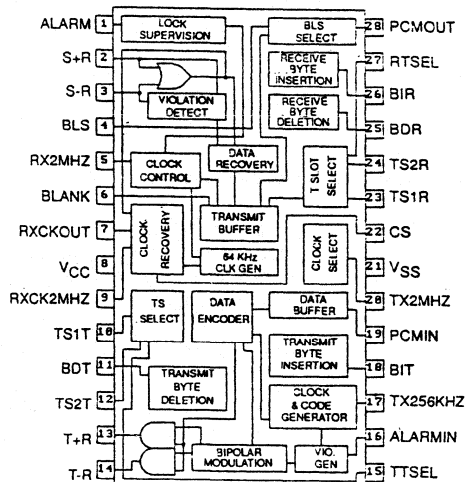 ALARM 1
S+R 2
S-R 3
BLS 4
RX2MHZ 5
BLANK 6
RXCKOUT 7
VCC 8
RXCK2MHZ 9
TS1T 10
BDT 11
TS2T 12
T+R 13
T-R 14
LOCK
SUPERVISION
VIOLATION
DETECT
CLOCK
CONTROL
DATA
RECOVERY
TRANSMIT
BUFFER
CLOCK
RECOVERY
64 KHz
CLK GEN
TS
SELECT
DATA
ENCODER
TRANSMIT
BYTE
DELETION
BIPOLAR
MODULATION
BLS
SELECT
RECEIVE
BYTE
INSERTION
RECEIVE
BYTE
DELETION
T SLOT
SELECT
CLOCK
SELECT
DATA
BUFFER
TRANSMIT
BYTE
INSERTION
CLOCK
& CODE
GENERATOR
VIO.
GEN
28 PCMOUT
27 RTSEL
26 BIR
25 BDR
24 TS2R
23 TS1R
22 CS
21 VSS
20 TX2MHZ
19 PCMIN
18 BIT
17 TX256KHZ
16 ALARMIN
15 TTSEL